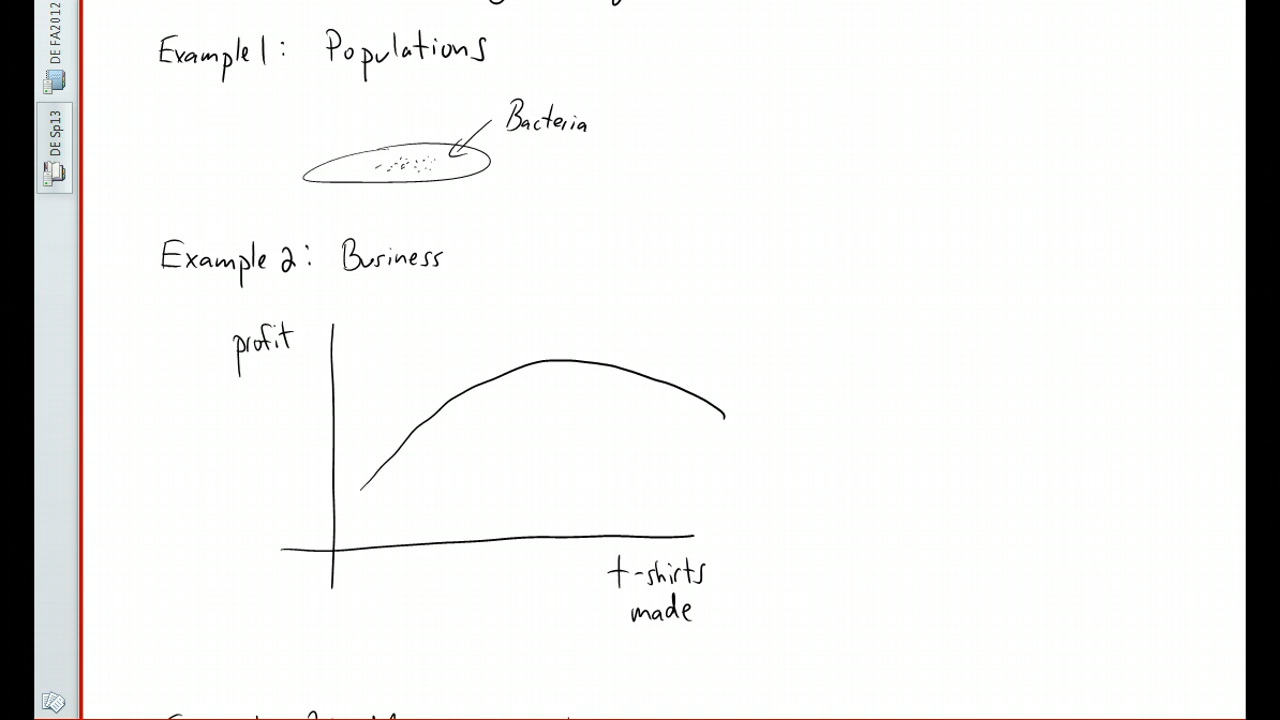 DE FA2012
DE Sp13
Example 1: Populations
Bacteria
Example 2: Business
profit
t-shirts
made